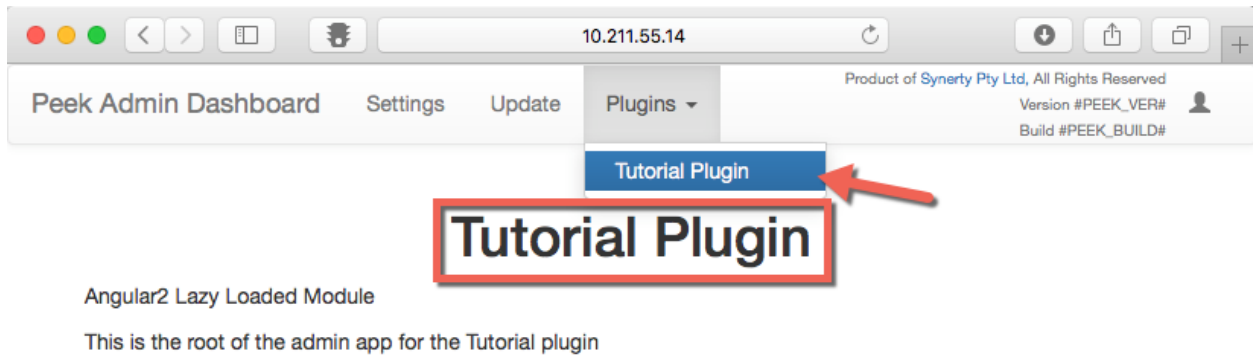 10.211.55.14
Peek Admin Dashboard Settings Update Plugins
Product of Synerty Pty Ltd, All Rights Reserved
Version #PEEK_VER#
Build #PEEK_BUILD#
Tutorial Plugin
Tutorial Plugin
Angular2 Lazy Loaded Module
This is the root of the admin app for the Tutorial plugin